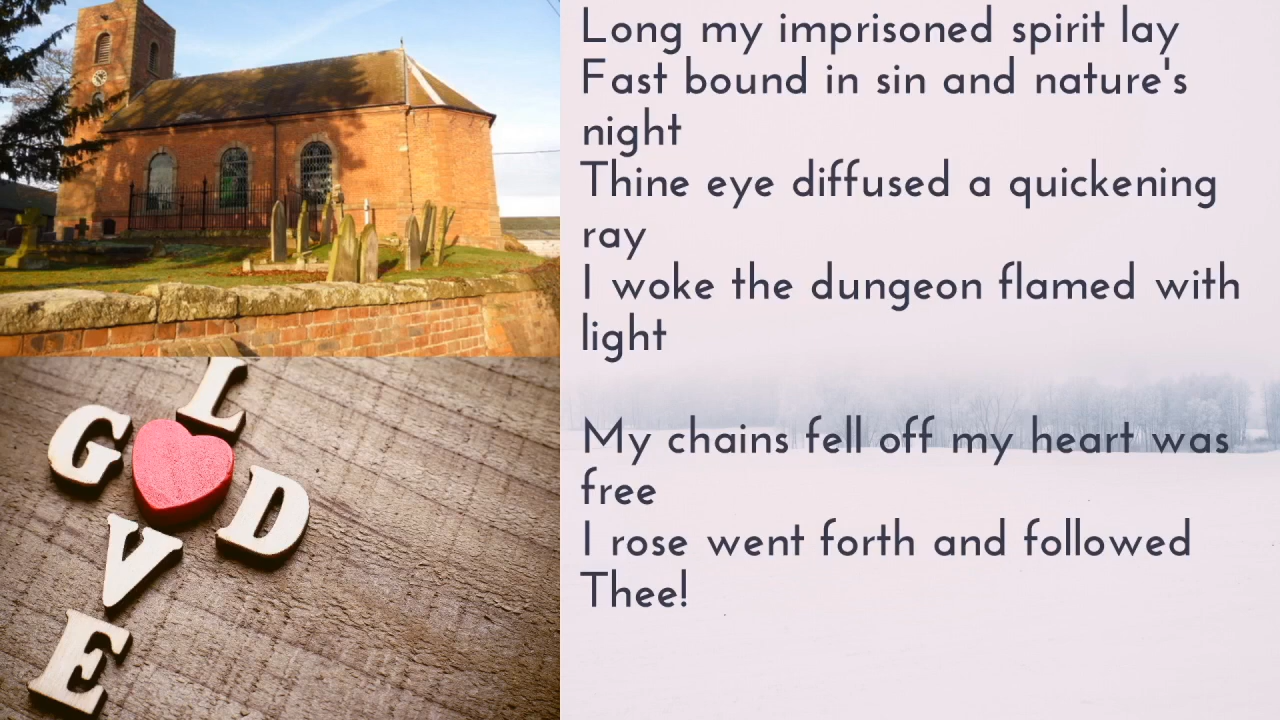 Long my imprisoned spirit lay
Fast bound in sin and nature's
night
Thine eye diffused a quickening
ray
I woke the dungeon flamed with
light
My chains fell off my heart was
free
I rose went forth and followed
Thee!
L
G D
V
E